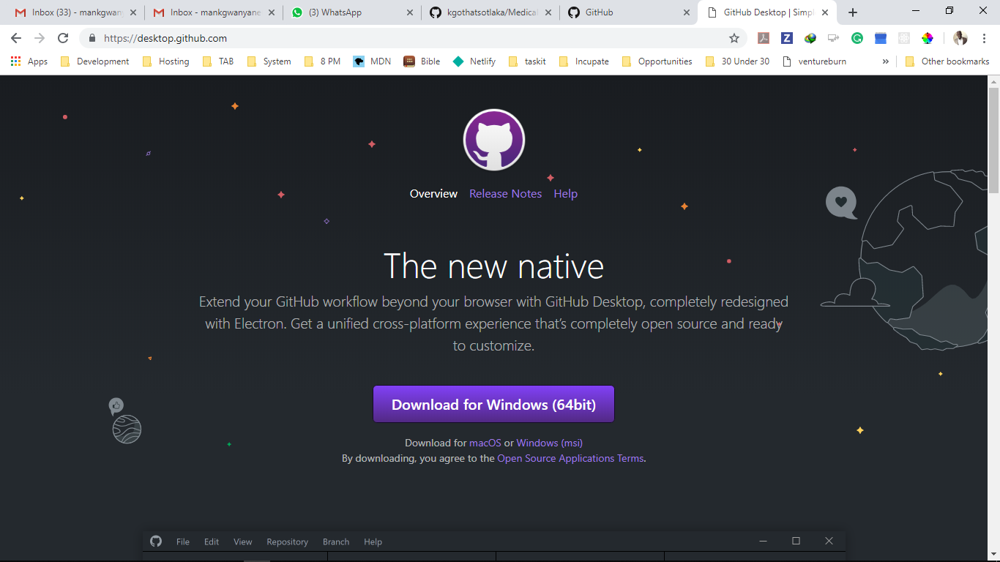 Inbox (33) - mankgwany
Inbox - mankgwanyane
(3) WhatsApp
kgothatsotlaka/Medical
GitHub
GitHub Desktop | Simpl
https://desktop.github.com
Apps
Development
Hosting
TAB
System
8 PM
MDN
Bible
Netlify
taskit
Incupate
Opportunities
30 Under 30
ventureburn
»
Other bookmarks
Overview
Release Notes
Help
The new native
Extend your GitHub workflow beyond your browser with GitHub Desktop, completely redesigned
with Electron. Get a unified cross-platform experience that’s completely open source and ready
to customize.
Download for Windows (64bit)
Download for macOS or Windows (msi)
By downloading, you agree to the Open Source Applications Terms.
File
Edit
View
Repository
Branch
Help